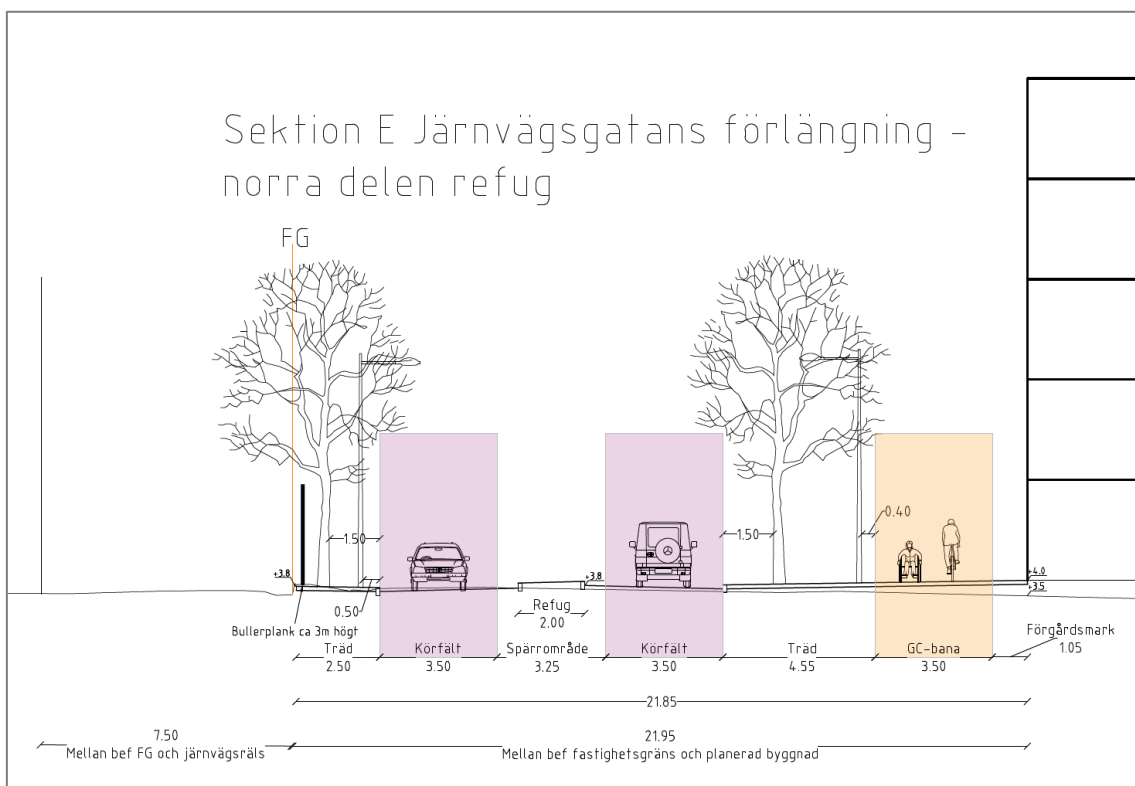 Sektion E Järnvägsgatans förlängning -
norra delen refug
FG
1.50
1.50
0.40
+3.8
+3.8
+4.0
+3.5
0.50
Bullerplank ca 3m högt
Refug
2.00
Förgårdsmark
1.05
Träd
2.50
Körfält
3.50
Spärrområde
3.25
Körfält
3.50
Träd
4.55
GC-bana
3.50
21.85
7.50
Mellan bef FG och järnvägsräls
21.95
Mellan bef fastighetsgräns och planerad byggnad